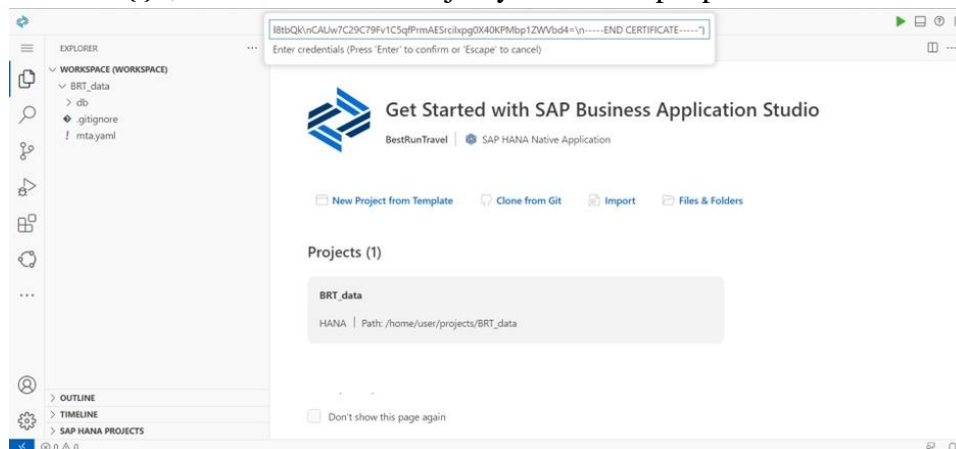 I8tbQk\nCAUw7C29C79Fv1C5qfPrmAESrcilxpg0X40KPMbp1ZWVbd4=\n-----END CERTIFICATE-----"}
Enter credentials (Press 'Enter' to confirm or 'Escape' to cancel)
EXPLORER
WORKSPACE (WORKSPACE)
BRT_data
db
.gitignore
mta.yaml
Get Started with SAP Business Application Studio
BestRunTravel
SAP HANA Native Application
New Project from Template
Clone from Git
Import
Files & Folders
Projects (1)
BRT_data
HANA | Path: /home/user/projects/BRT_data
Don't show this page again
OUTLINE
TIMELINE
SAP HANA PROJECTS